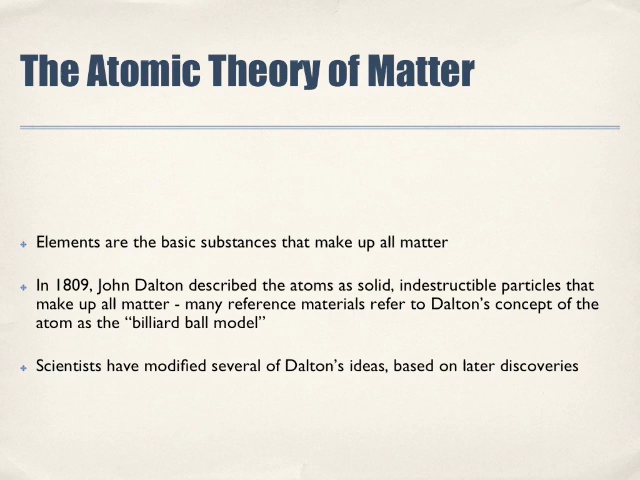 The Atomic Theory of Matter
Elements are the basic substances that make up all matter
In 1809, John Dalton described the atoms as solid, indestructible particles that
make up all matter - many reference materials refer to Dalton’s concept of the
atom as the “billiard ball model”
Scientists have modified several of Dalton’s ideas, based on later discoveries